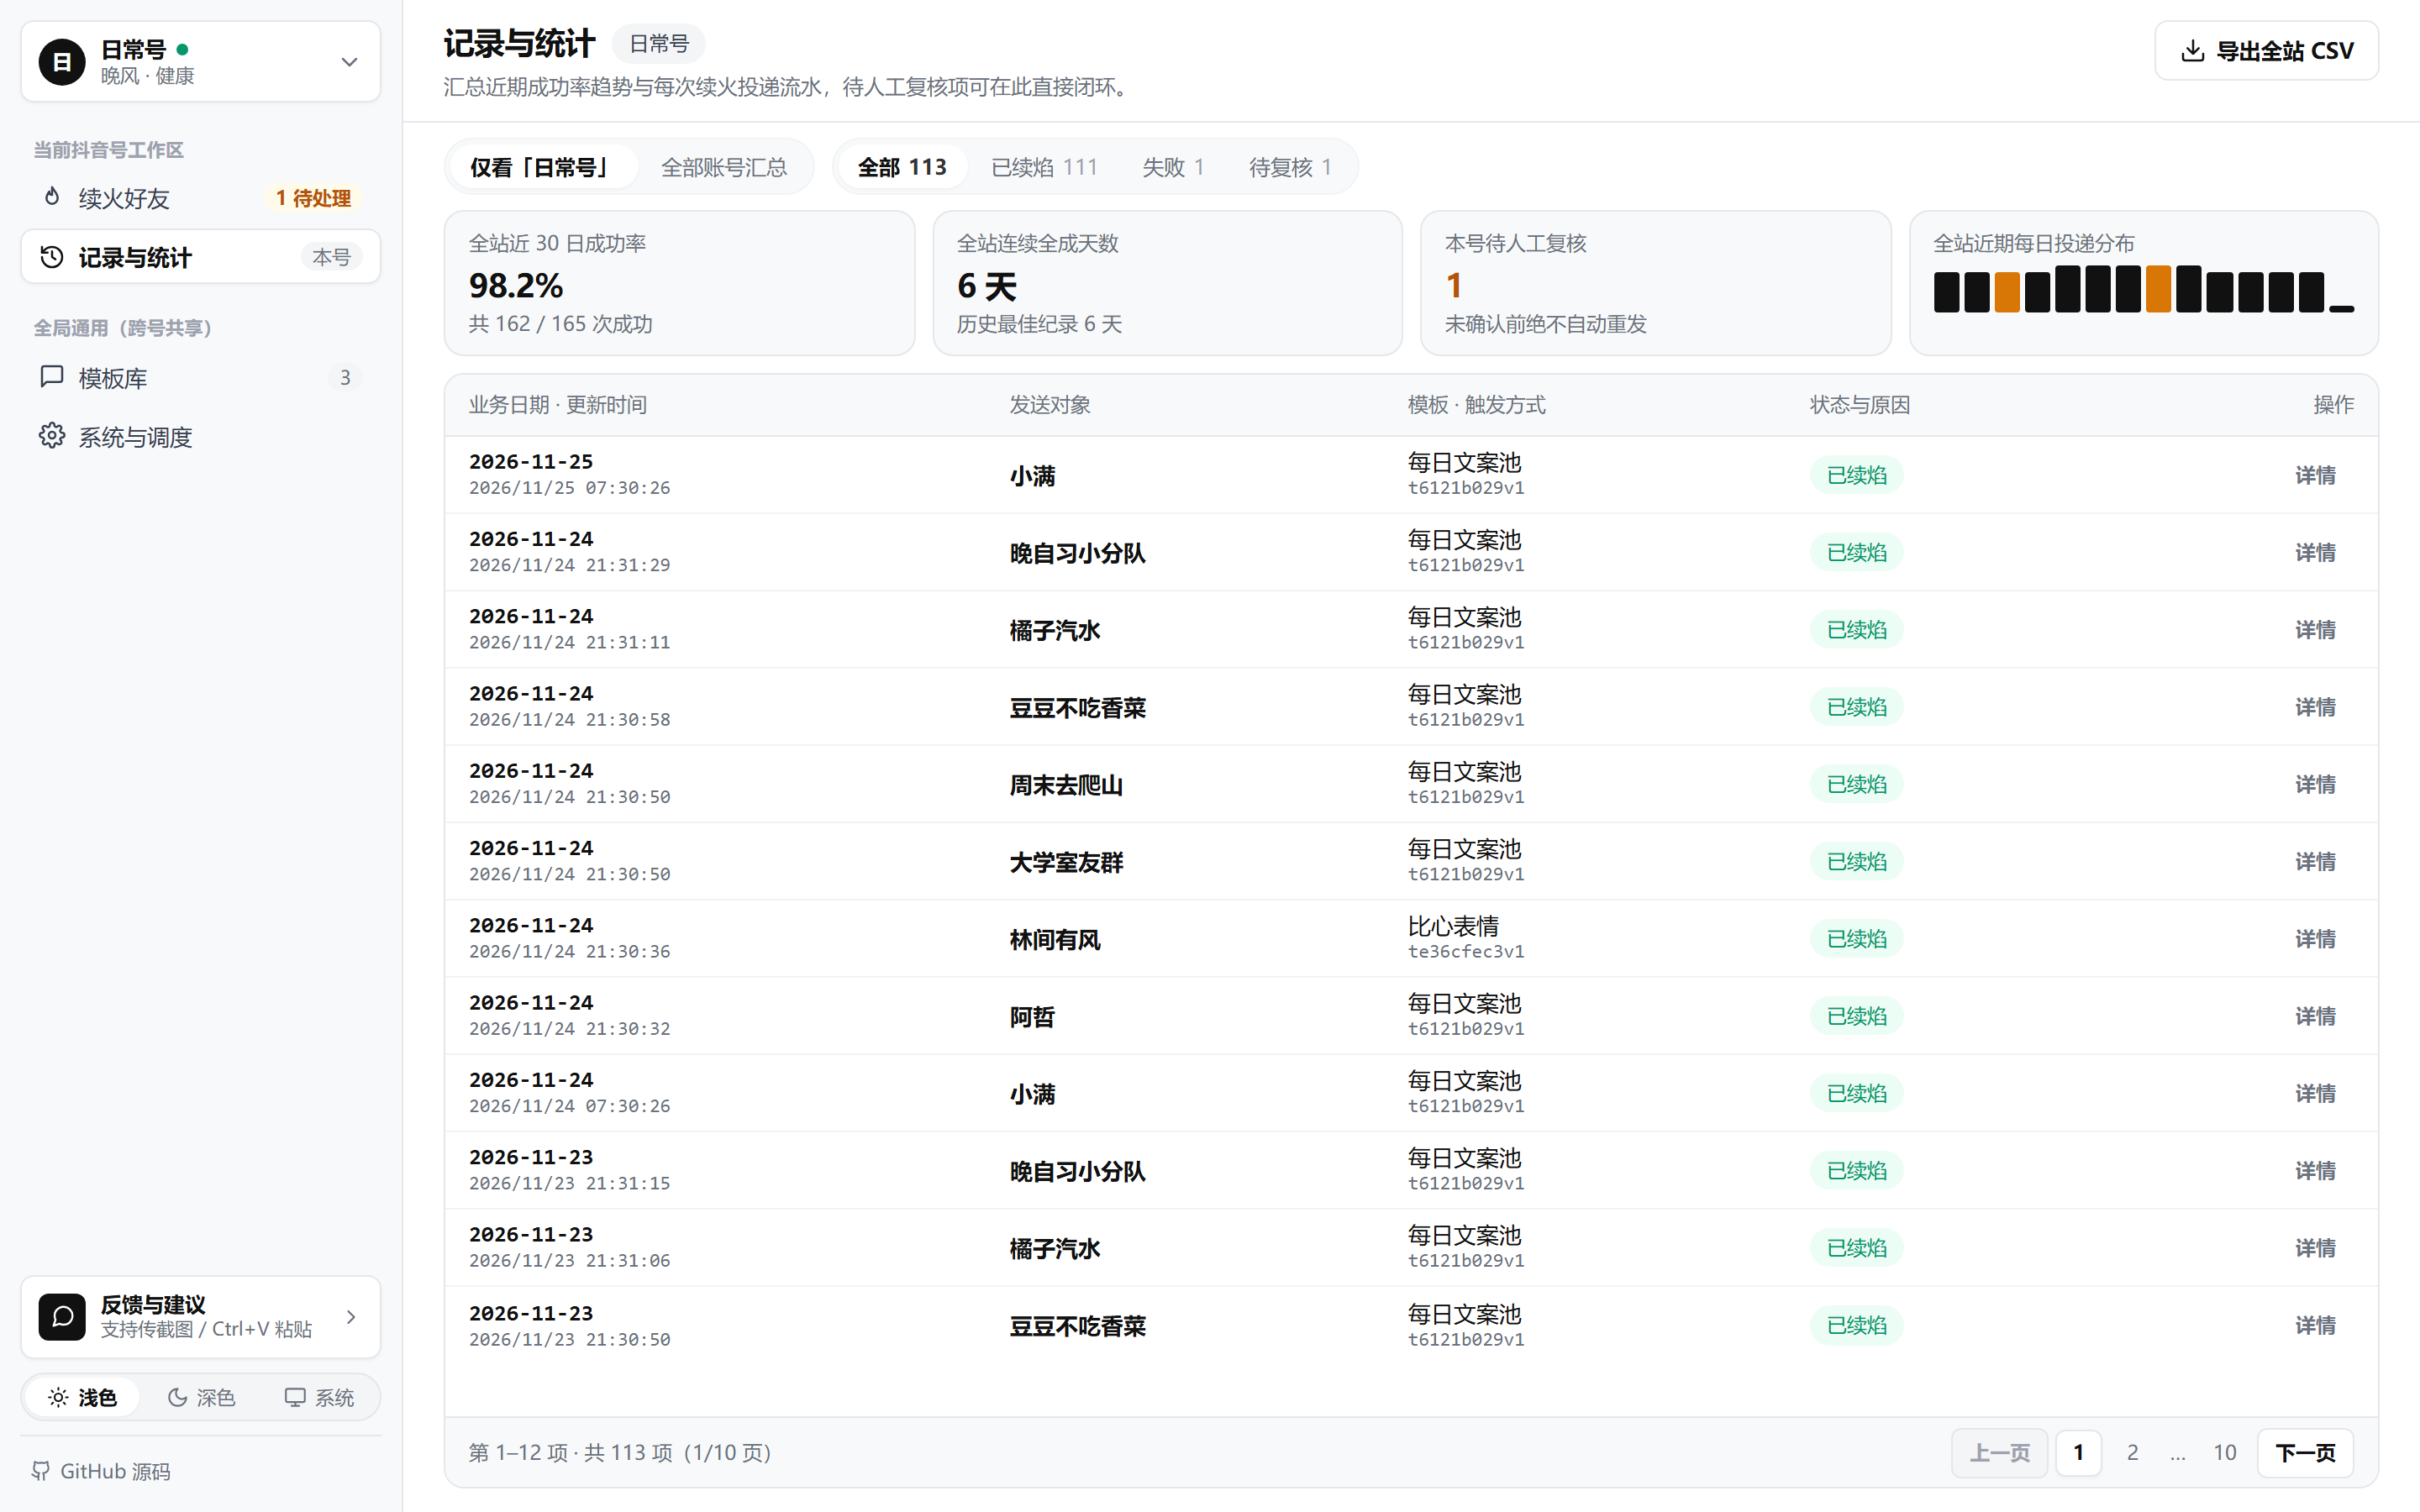 日
日常号
晚风 · 健康
当前抖音号工作区
续火好友 1 待处理
记录与统计 本号
全局通用（跨号共享）
模板库 3
系统与调度
反馈与建议
支持传截图 / Ctrl+V 粘贴
浅色 深色 系统
GitHub 源码
记录与统计 日常号
汇总近期成功率趋势与每次续火投递流水，待人工复核项可在此直接闭环。
导出全站 CSV
仅看「日常号」 全部账号汇总 全部 113 已续焰 111 失败 1 待复核 1
全站近 30 日成功率
98.2%
共 162 / 165 次成功
全站连续全成天数
6 天
历史最佳纪录 6 天
本号待人工复核
1
未确认前绝不自动重发
全站近期每日投递分布
业务日期 · 更新时间 发送对象 模板 · 触发方式 状态与原因 操作
2026-11-25
2026/11/25 07:30:26
小满
每日文案池
t6121b029v1
已续焰
详情
2026-11-24
2026/11/24 21:31:29
晚自习小分队
每日文案池
t6121b029v1
已续焰
详情
2026-11-24
2026/11/24 21:31:11
橘子汽水
每日文案池
t6121b029v1
已续焰
详情
2026-11-24
2026/11/24 21:30:58
豆豆不吃香菜
每日文案池
t6121b029v1
已续焰
详情
2026-11-24
2026/11/24 21:30:50
周末去爬山
每日文案池
t6121b029v1
已续焰
详情
2026-11-24
2026/11/24 21:30:50
大学室友群
每日文案池
t6121b029v1
已续焰
详情
2026-11-24
2026/11/24 21:30:36
林间有风
比心表情
te36cfec3v1
已续焰
详情
2026-11-24
2026/11/24 21:30:32
阿哲
每日文案池
t6121b029v1
已续焰
详情
2026-11-24
2026/11/24 07:30:26
小满
每日文案池
t6121b029v1
已续焰
详情
2026-11-23
2026/11/23 21:31:15
晚自习小分队
每日文案池
t6121b029v1
已续焰
详情
2026-11-23
2026/11/23 21:31:06
橘子汽水
每日文案池
t6121b029v1
已续焰
详情
2026-11-23
2026/11/23 21:30:50
豆豆不吃香菜
每日文案池
t6121b029v1
已续焰
详情
第 1–12 项 · 共 113 项（1/10 页）
上一页 1 2 ... 10 下一页